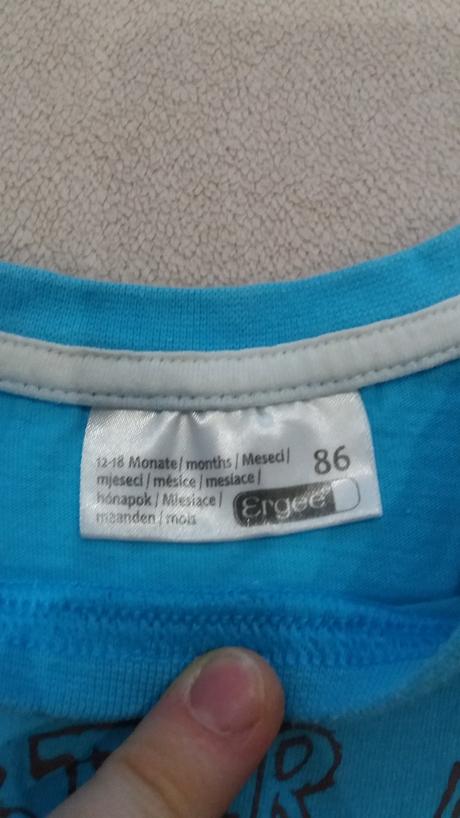 12-18 Monate / months / Meseci /
mjeseci / měsíce / mesiace /
hónapok / Miesiace /
maanden / mois
86
Ergee